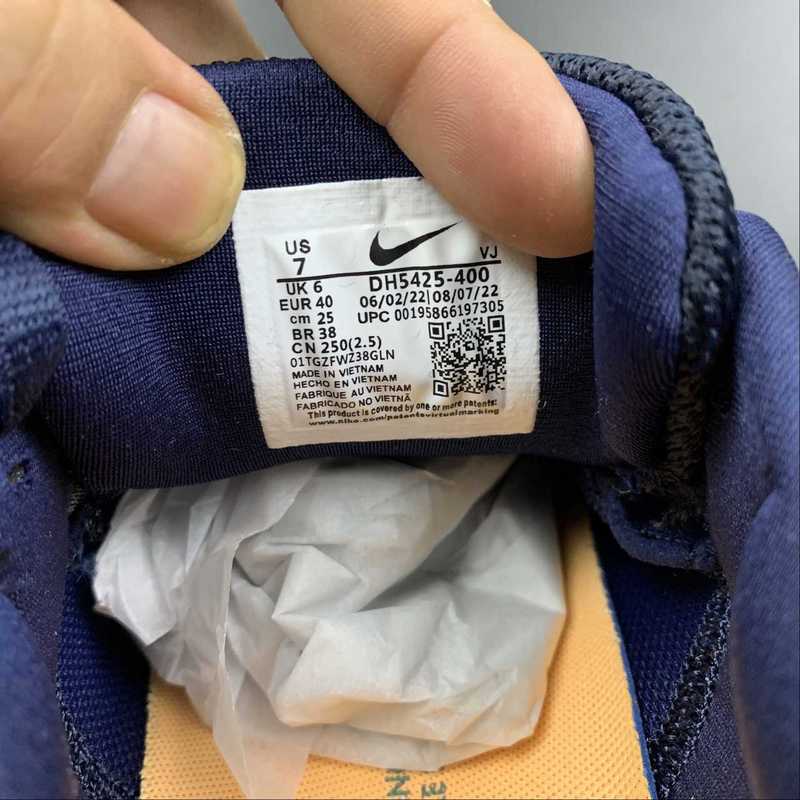 US
7
VJ
UK 6
DH5425-400
EUR 40
06/02/22|08/07/22
cm 25
UPC 00195866197305
BR 38
CN 250(2.5)
01TGZFWZ38GLN
MADE IN VIETNAM
HECHO EN VIETNAM
FABRIQUE AU VIETNAM
FABRICADO NO VIETNÃ
This product is covered by one or more patents:
www.nike.com/patentsvirtualmarking